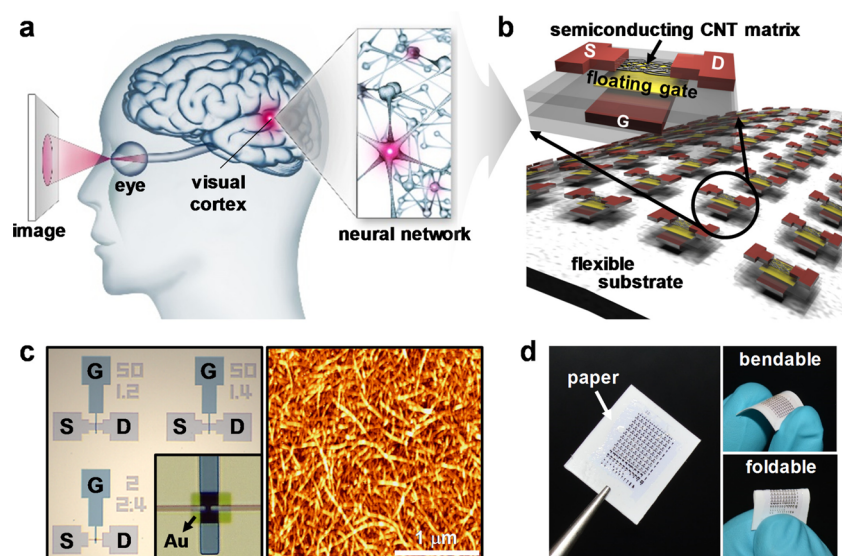 a
image
eye
visual
cortex
neural network
b
semiconducting CNT matrix
S
D
floating gate
G
flexible
substrate
c
G
50
1.2
S
D
G
50
1.4
S
D
G
2
2.4
S
D
Au
1 μm
d
paper
bendable
foldable